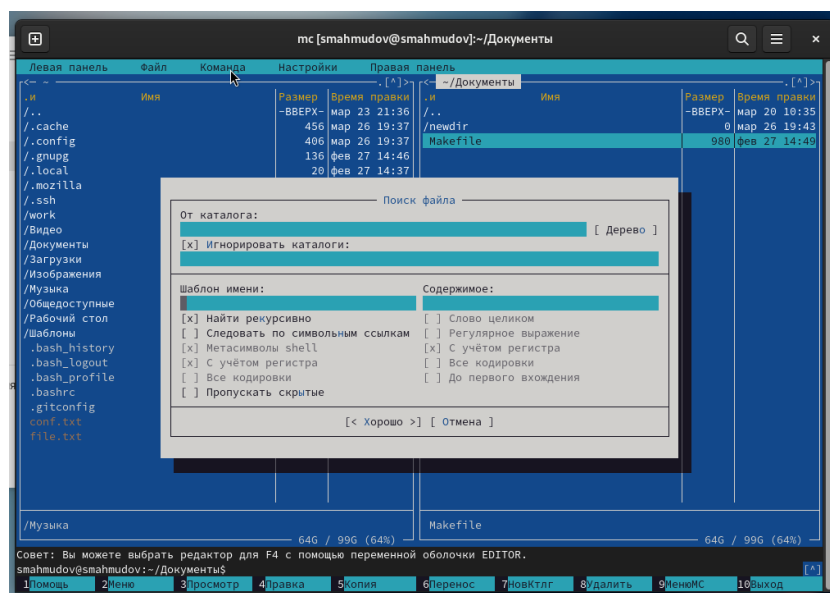 mc [smahmudov@smahmudov]:~/Документы
Левая панель Файл Команда Настройки Правая панель
<— ~ .[^]> <— ~/Документы .[^]>
.и Имя Размер Время правки .и Имя Размер Время правки
/.. -ВВЕРХ- мар 23 21:36 /.. -ВВЕРХ- мар 20 10:35
/.cache 456 мар 26 19:37 /newdir 0 мар 26 19:43
/.config 406 мар 26 19:37 Makefile 980 фев 27 14:49
/.gnupg 136 фев 27 14:46
/.local 20 фев 27 14:37
/.mozilla
/.ssh
/work
/Видео
/Документы
/Загрузки
/Изображения
/Музыка
/Общедоступные
/Рабочий стол
/Шаблоны
.bash_history
.bash_logout
.bash_profile
.bashrc
.gitconfig
conf.txt
file.txt
Поиск файла
От каталога:
[ Дерево ]
[x] Игнорировать каталоги:
Шаблон имени: Содержимое:
[x] Найти рекурсивно [ ] Слово целиком
[ ] Следовать по символьным ссылкам [ ] Регулярное выражение
[x] Метасимволы shell [x] С учётом регистра
[x] С учётом регистра [ ] Все кодировки
[ ] Все кодировки [ ] До первого вхождения
[ ] Пропускать скрытые
[< Хорошо >] [ Отмена ]
/Музыка Makefile
64G / 99G (64%) 64G / 99G (64%)
Совет: Вы можете выбрать редактор для F4 с помощью переменной оболочки EDITOR.
smahmudov@smahmudov:~/Документы$ [^]
1Помощь 2Меню 3Просмотр 4Правка 5Копия 6Перенос 7НовКтлг 8Удалить 9МенюMC 10Выход